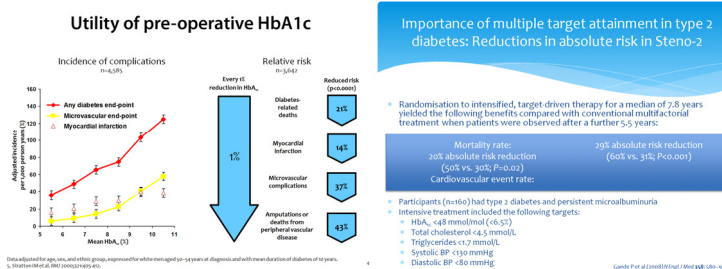 Utility of pre-operative HbA1c
Incidence of complications
n=4,585
160
140
120
100
80
60
40
20
0
Adjusted incidence
per 1,000 person years (%)
Any diabetes end-point
Microvascular end-point
Myocardial infarction
5
6
7
8
9
10
11
Mean HbA1c (%)
Relative risk
n=3,642
Every 1%
reduction in HbA1c
1%
Reduced risk
(p<0.0001)
Diabetes-
related
deaths
21%
Myocardial
infarction
14%
Microvascular
complications
37%
Amputations or
deaths from
peripheral vascular
disease
43%
Data adjusted for age, sex, and ethnic group, expressed for white men aged 50–54 years at diagnosis and with mean duration of diabetes of 10 years.
5. Stratton IM et al. BMJ 2000;321:405-412.
4
Importance of multiple target attainment in type 2
diabetes: Reductions in absolute risk in Steno-2
Randomisation to intensified, target-driven therapy for a median of 7.8 years
yielded the following benefits compared with conventional multifactorial
treatment when patients were observed after a further 5.5 years:
Mortality rate:
20% absolute risk reduction
(50% vs. 30%; P=0.02)
Cardiovascular event rate:
29% absolute risk reduction
(60% vs. 31%; P<0.001)
Participants (n=160) had type 2 diabetes and persistent microalbuminuria
Intensive treatment included the following targets:
HbA1c <48 mmol/mol (<6.5%)
Total cholesterol <4.5 mmol/L
Triglycerides <1.7 mmol/L
Systolic BP <130 mmHg
Diastolic BP <80 mmHg
Gaede P et al (2008) N Engl J Med 358: 580–9